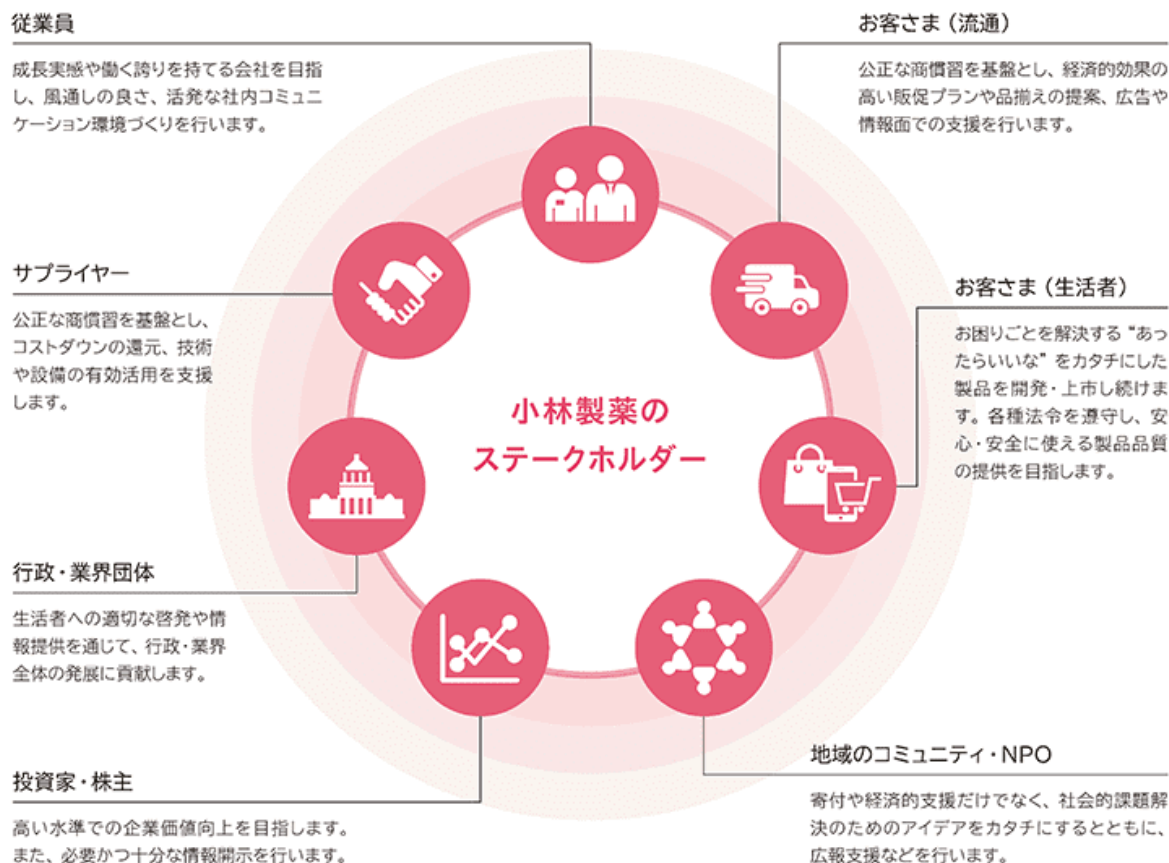 従業員
成長実感や働く誇りを持てる会社を目指
し、風通しの良さ、活発な社内コミュニ
ケーション環境づくりを行います。
お客さま（流通）
公正な商慣習を基盤とし、経済的効果の
高い販促プランや品揃えの提案、広告や
情報面での支援を行います。
サプライヤー
公正な商慣習を基盤とし、
コストダウンの還元、技術
や設備の有効活用を支援
します。
お客さま（生活者）
お困りごとを解決する“あっ
たらいいな”をカタチにした
製品を開発・上市し続けま
す。各種法令を遵守し、安
心・安全に使える製品品質
の提供を目指します。
小林製薬の
ステークホルダー
行政・業界団体
生活者への適切な啓発や情
報提供を通じて、行政・業界
全体の発展に貢献します。
投資家・株主
高い水準での企業価値向上を目指します。
また、必要かつ十分な情報開示を行います。
地域のコミュニティ・NPO
寄付や経済的支援だけでなく、社会的課題解
決のためのアイデアをカタチにするとともに、
広報支援などを行います。